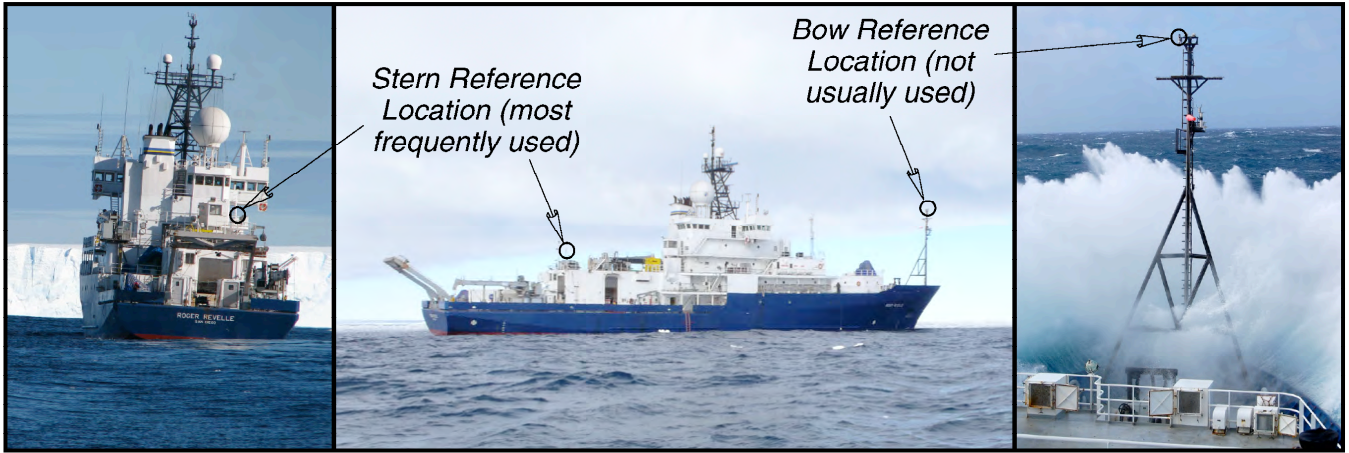 Stern Reference
Location (most
frequently used)
Bow Reference
Location (not
usually used)
ROGER REVELLE
SAN DIEGO